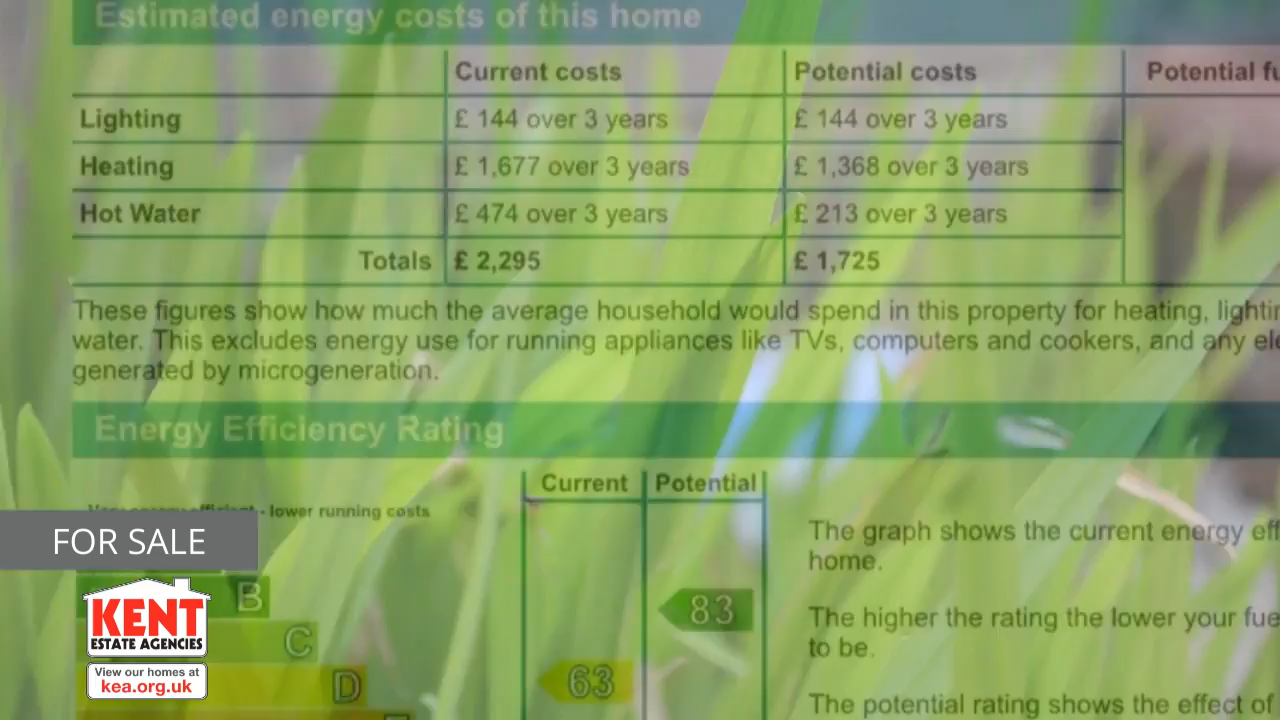 Estimated energy costs of this home
Current costs Potential costs Potential
Lighting £ 144 over 3 years £ 144 over 3 years
Heating £ 1,677 over 3 years £ 1,368 over 3 years
Hot Water £ 474 over 3 years £ 213 over 3 years
Totals £ 2,295 £ 1,725
These figures show how much the average household would spend in this property for heating,
water. This excludes energy use for running appliances like TVs, computers and cookers, and any
generated by microgeneration.
Energy Efficiency Rating
Current Potential
- lower running costs
The graph shows the current energy
home.
FOR SALE
B
83
C
The higher the rating the lower your
to be.
D
63
The potential rating shows the effect of
KENT
ESTATE AGENCIES
View our homes at
kea.org.uk